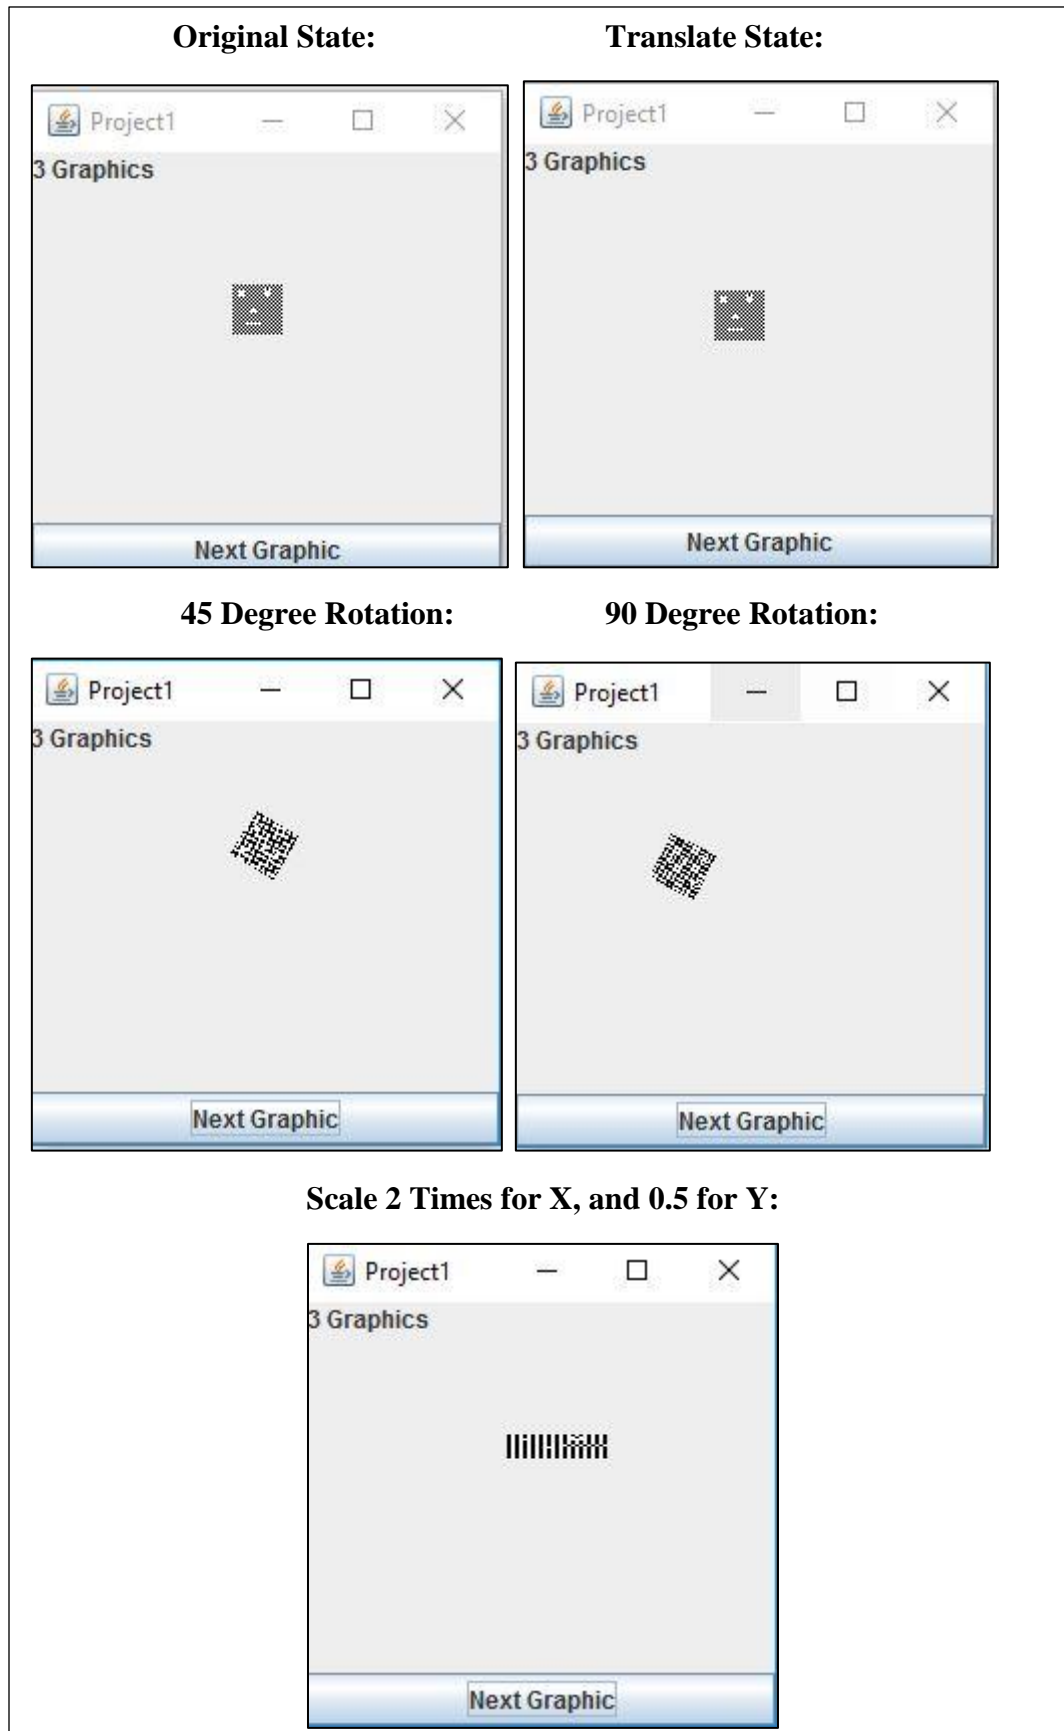 Original State:
Translate State:
Project1
3 Graphics
Next Graphic
Project1
3 Graphics
Next Graphic
45 Degree Rotation:
90 Degree Rotation:
Project1
3 Graphics
Next Graphic
Project1
3 Graphics
Next Graphic
Scale 2 Times for X, and 0.5 for Y:
Project1
3 Graphics
Next Graphic